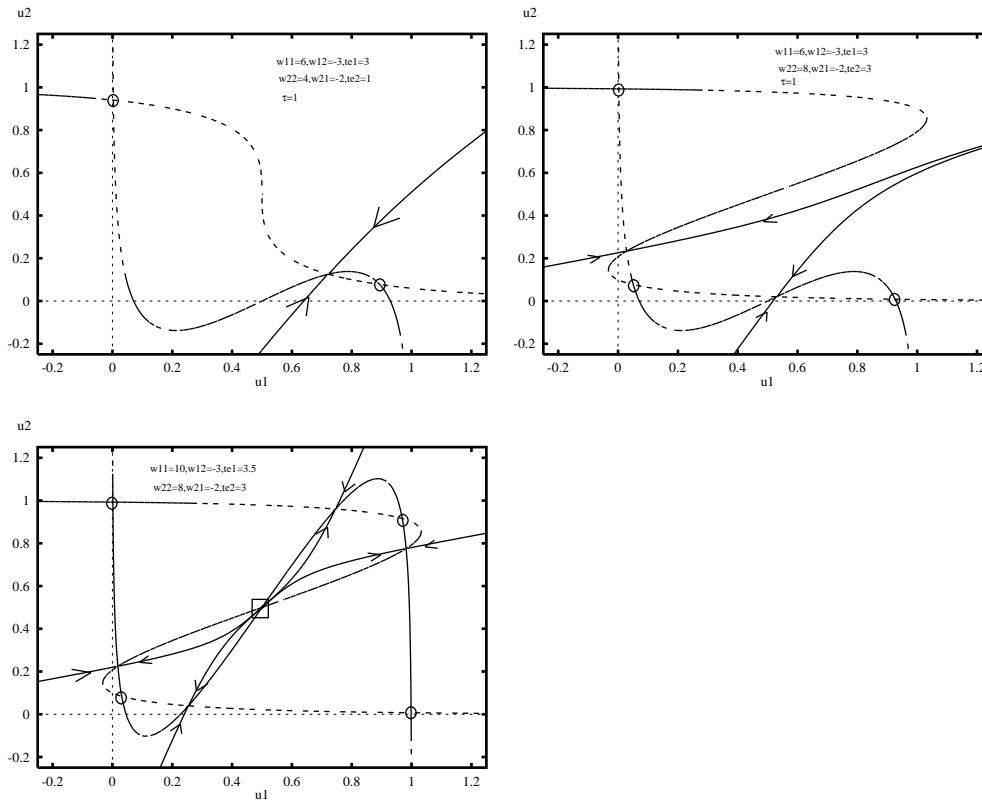 u2
1.2
1
0.8
0.6
0.4
0.2
0
-0.2
w11=6,w12=-3,te1=3
w22=4,w21=-2,te2=1
τ=1
-0.2 0 0.2 0.4 0.6 0.8 1 1.2
u1
u2
1.2
1
0.8
0.6
0.4
0.2
0
-0.2
w11=6,w12=-3,te1=3
w22=8,w21=-2,te2=3
τ=1
-0.2 0 0.2 0.4 0.6 0.8 1 1.2
u1
u2
1.2
1
0.8
0.6
0.4
0.2
0
-0.2
w11=10,w12=-3,te1=3.5
w22=8,w21=-2,te2=3
-0.2 0 0.2 0.4 0.6 0.8 1 1.2
u1